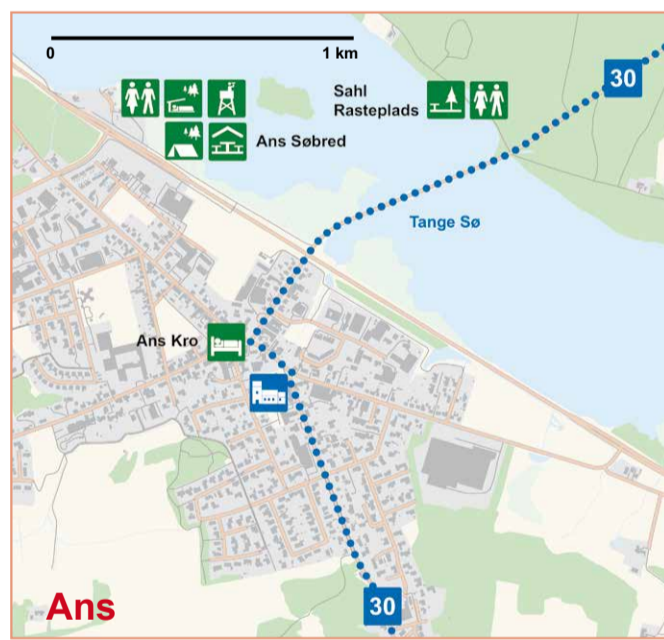 0 1 km
30
Sahl
Rasteplads
Ans Søbred
Tange Sø
Ans Kro
Ans
30